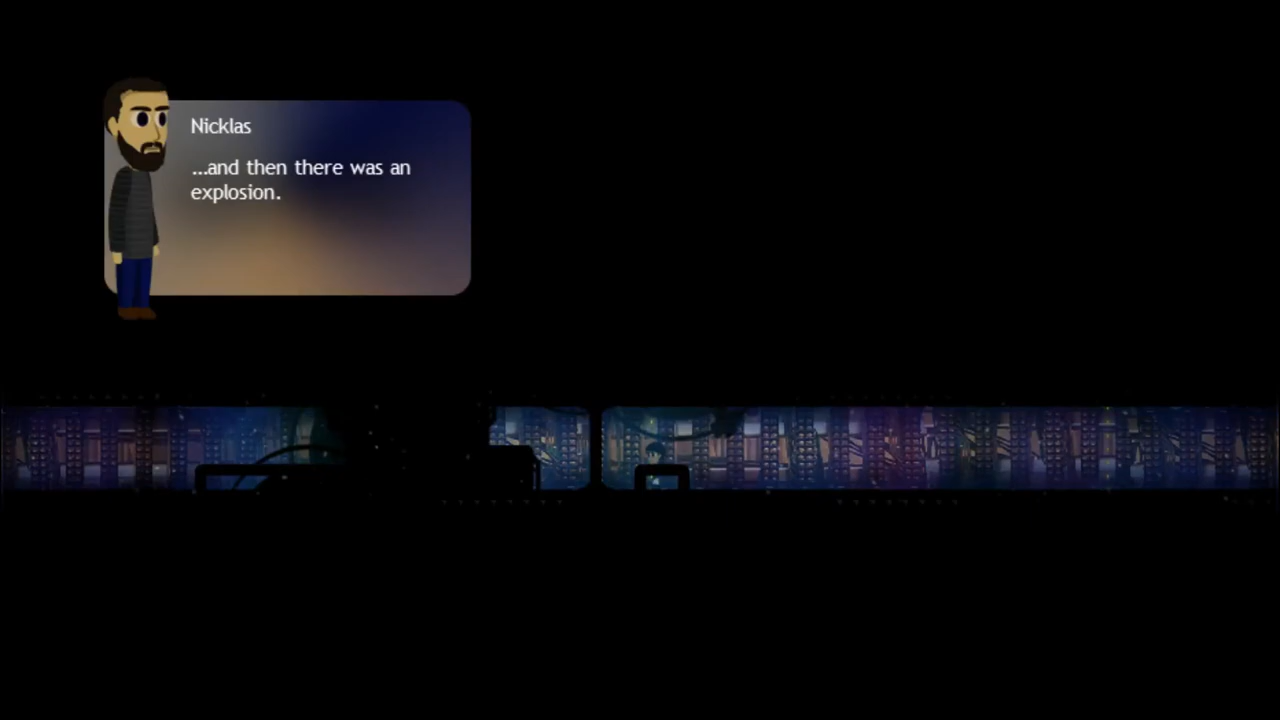 Nicklas
...and then there was an
explosion.